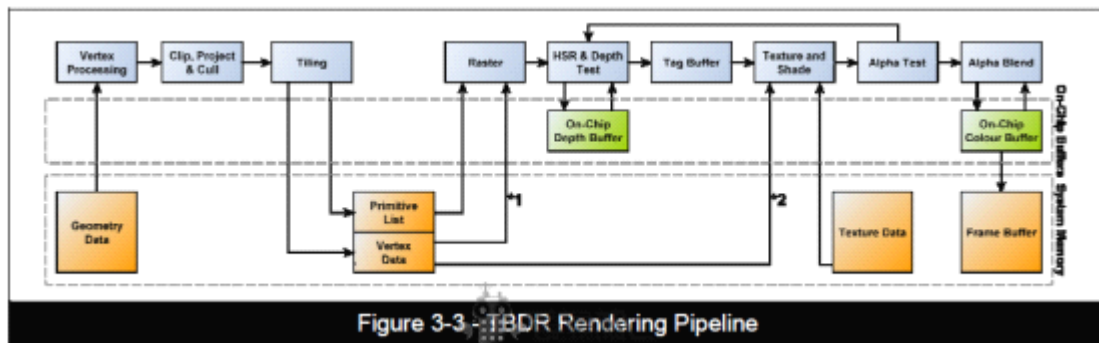 Vertex
Processing
Clip, Project
& Cull
Tiling
Raster
HSR & Depth
Test
Tag Buffer
Texture and
Shade
Alpha Test
Alpha Blend
On-Chip Buffers
On-Chip
Depth Buffer
On-Chip
Colour Buffer
System Memory
Geometry
Data
Primitive
List
Vertex
Data
*1
*2
Texture Data
Frame Buffer
Figure 3-3 - TBDR Rendering Pipeline